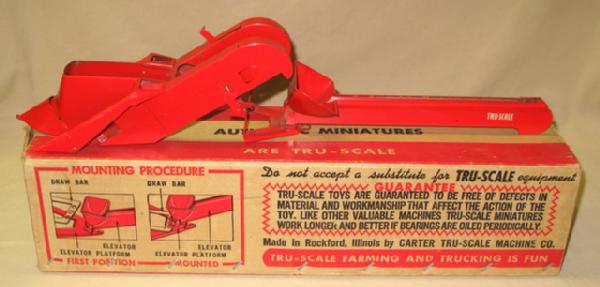 TRU-SCALE
MINIATURES
ARE TRU-SCALE
MOUNTING PROCEDURE
DRAW BAR
DRAW BAR
ELEVATOR
ELEVATOR PLATFORM
ELEVATOR
ELEVATOR PLATFORM
FIRST POSITION
MOUNTED
Do not accept a substitute for TRU-SCALE equipment
GUARANTEE
TRU-SCALE TOYS ARE GUARANTEED TO BE FREE OF DEFECTS IN
MATERIAL AND WORKMANSHIP THAT AFFECT THE ACTION OF THE
TOY. LIKE OTHER VALUABLE MACHINES TRU-SCALE MINIATURES
WORK LONGER AND BETTER IF BEARINGS ARE OILED PERIODICALLY.
Made in Rockford, Illinois by CARTER TRU-SCALE MACHINE CO.
TRU-SCALE FARMING AND TRUCKING IS FUN